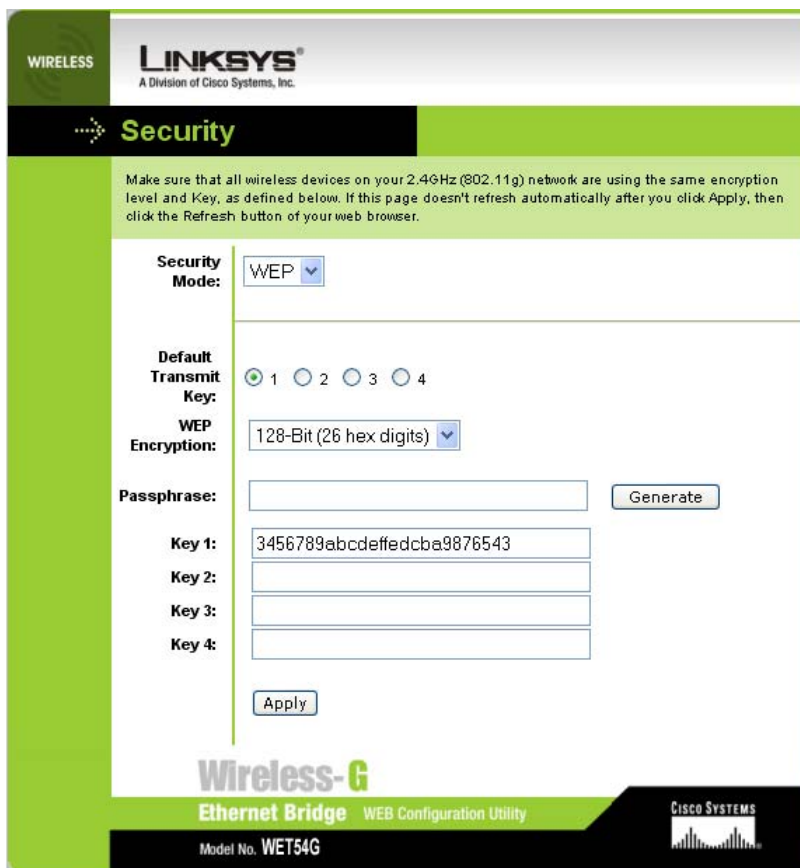 WIRELESS
LINKSYS®
A Division of Cisco Systems, Inc.
Security
Make sure that all wireless devices on your 2.4GHz (802.11g) network are using the same encryption
level and Key, as defined below. If this page doesn't refresh automatically after you click Apply, then
click the Refresh button of your web browser.
Security
Mode:
WEP
Default
Transmit
Key:
1 2 3 4
WEP
Encryption:
128-Bit (26 hex digits)
Passphrase:
Generate
Key 1:
3456789abcdeffedcba9876543
Key 2:
Key 3:
Key 4:
Apply
Wireless-G
Ethernet Bridge WEB Configuration Utility
Model No. WET54G
CISCO SYSTEMS